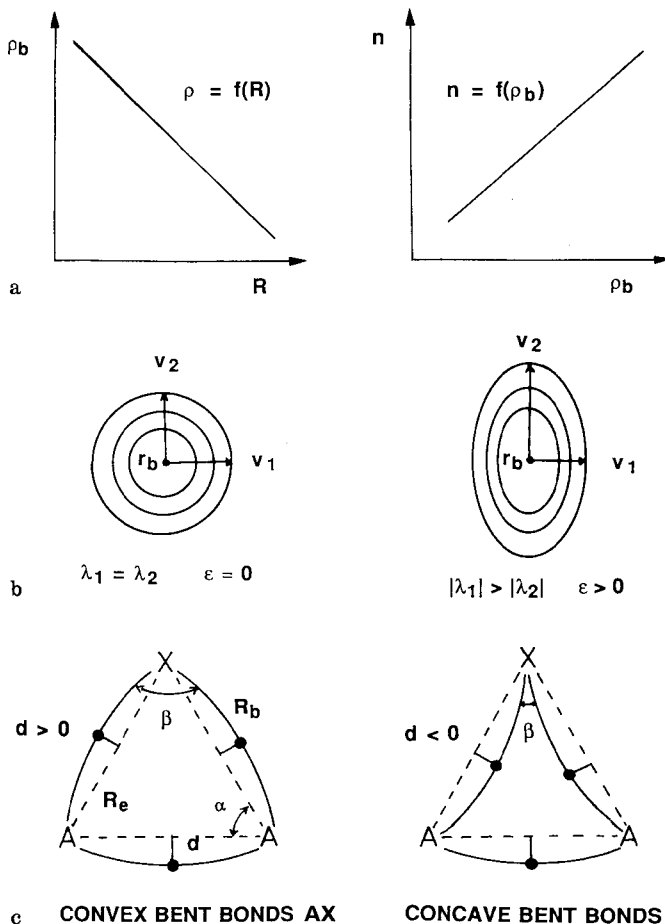 ρb
ρ = f(R)
R
n
n = f(ρb)
ρb
a
v2
rb
v1
λ1 = λ2 ε = 0
v2
rb
v1
|λ1| > |λ2| ε > 0
b
X
d > 0
β
Rb
Re
α
A
d
A
X
d < 0
β
A
A
c CONVEX BENT BONDS AX
CONCAVE BENT BONDS